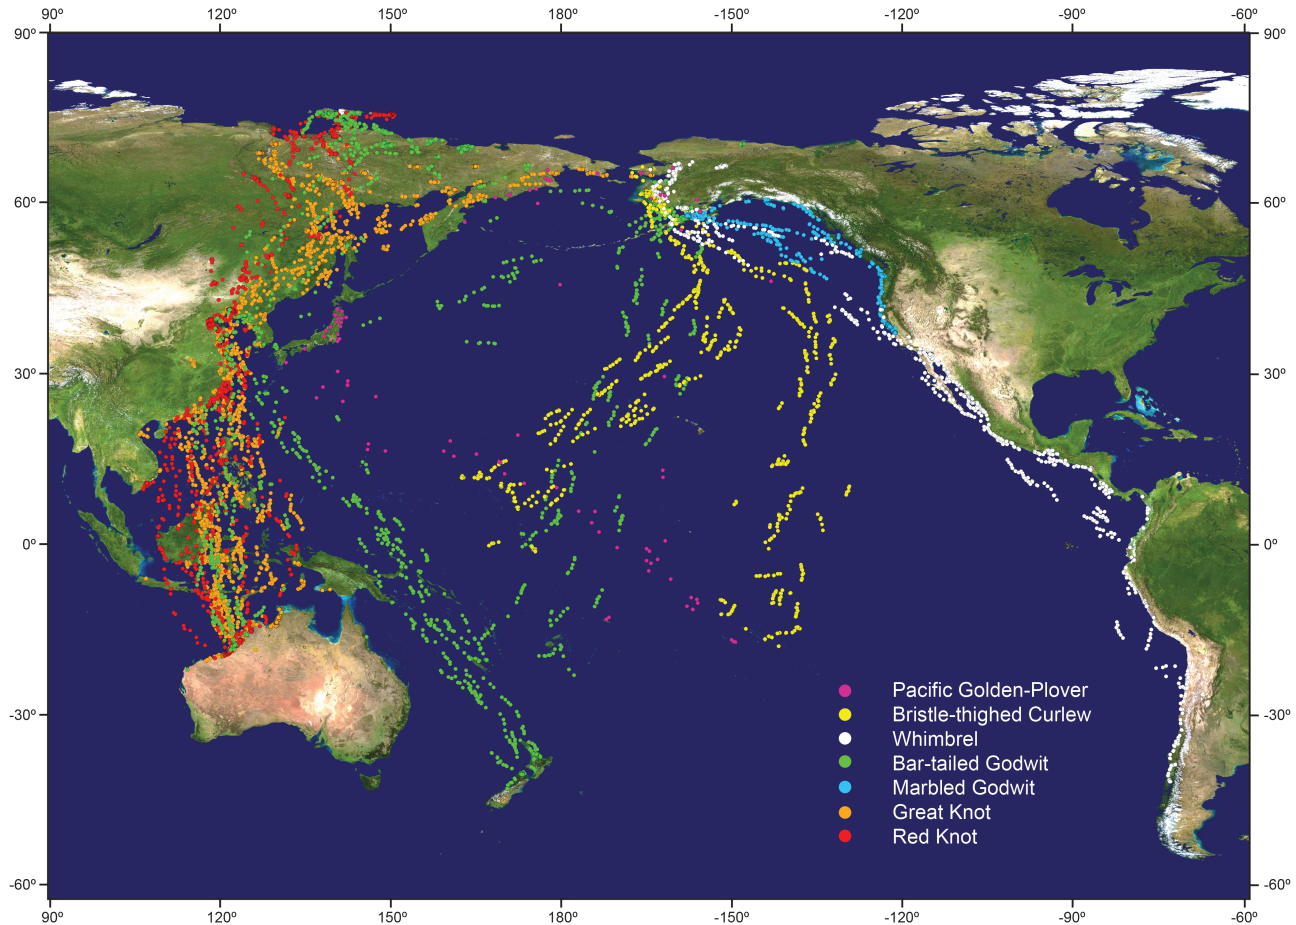 90º 120º 150º 180º -150º -120º -90º -60º
90º 90º
60º 60º
30º 30º
0º 0º
Pacific Golden-Plover
Bristle-thighed Curlew
-30º -30º
Whimbrel
Bar-tailed Godwit
Marbled Godwit
Great Knot
Red Knot
-60º -60º
90º 120º 150º 180º -150º -120º -90º -60º